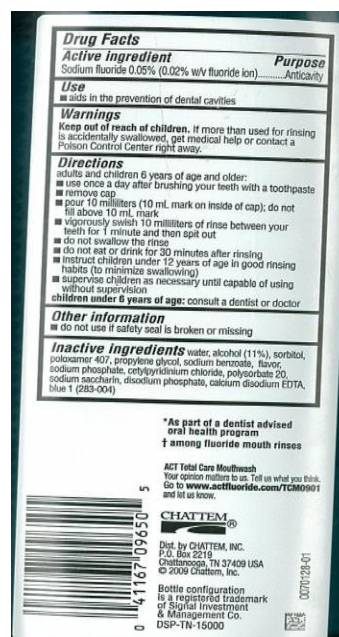 Drug Facts
Active ingredient Purpose
Sodium fluoride 0.05% (0.02% w/v fluoride ion)..........Anticavity
Use
■ aids in the prevention of dental cavities
Warnings
Keep out of reach of children. If more than used for rinsing
is accidentally swallowed, get medical help or contact a
Poison Control Center right away.
Directions
adults and children 6 years of age and older:
■ use once a day after brushing your teeth with a toothpaste
■ remove cap
■ pour 10 milliliters (10 mL mark on inside of cap); do not
fill above 10 mL mark
■ vigorously swish 10 milliliters of rinse between your
teeth for 1 minute and then spit out
■ do not swallow the rinse
■ do not eat or drink for 30 minutes after rinsing
■ instruct children under 12 years of age in good rinsing
habits (to minimize swallowing)
■ supervise children as necessary until capable of using
without supervision
children under 6 years of age: consult a dentist or doctor
Other information
■ do not use if safety seal is broken or missing
Inactive ingredients water, alcohol (11%), sorbitol,
poloxamer 407, propylene glycol, sodium benzoate, flavor,
sodium phosphate, cetylpyridinium chloride, polysorbate 20,
sodium saccharin, disodium phosphate, calcium disodium EDTA,
blue 1 (283-004)
*As part of a dentist advised
oral health program
† among fluoride mouth rinses
ACT Total Care Mouthwash
Your opinion matters to us. Tell us what you think.
Go to www.actfluoride.com/TCM0901
and let us know.
CHATTEM
®
Dist. by CHATTEM, INC.
P.O. Box 2219
Chattanooga, TN 37409 USA
© 2009 Chattem, Inc.
Bottle configuration
is a registered trademark
of Signal Investment
& Management Co.
DSP-TN-15000
0 41167 09650 5
0070128-01